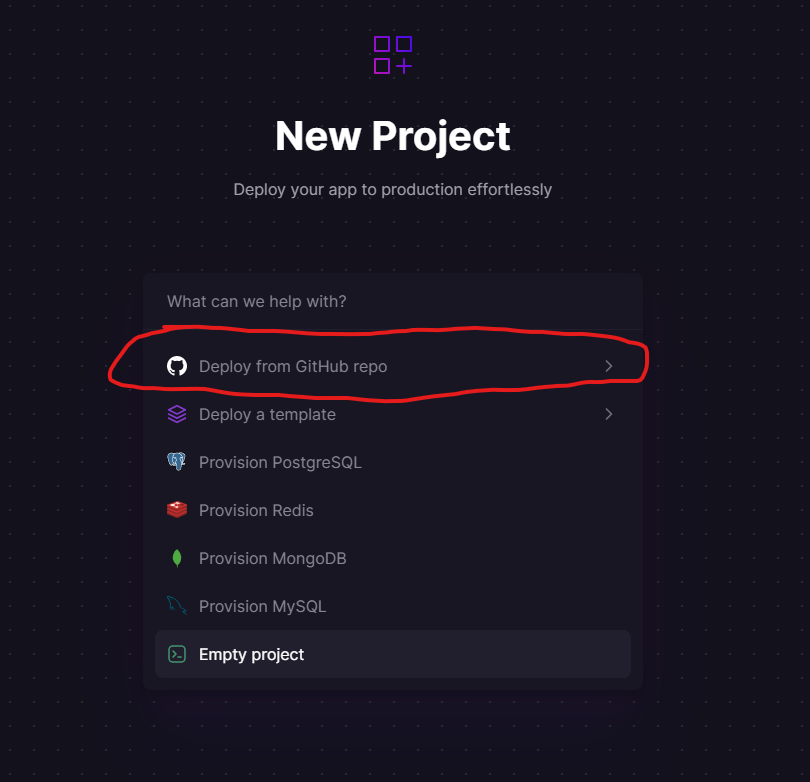 New Project
Deploy your app to production effortlessly
What can we help with?
Deploy from GitHub repo
Deploy a template
Provision PostgreSQL
Provision Redis
Provision MongoDB
Provision MySQL
Empty project